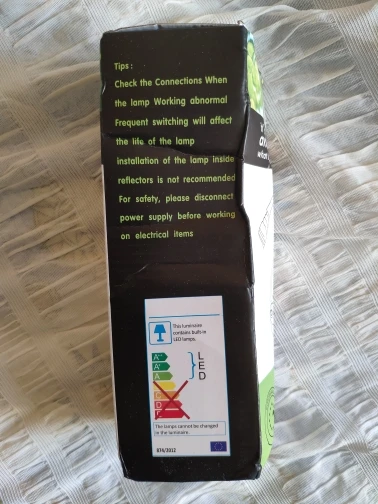 Tips :
Check the Connections When
the lamp Working abnormal
Frequent switching will affect
the life of the lamp
installation of the lamp inside
reflectors is not recommended
For safety, please disconnect
power supply before working
on electrical items
This luminaire
contains built-in
LED lamps.
A++
A+
A
B
C
D
E
L
E
D
The lamps cannot be changed
in the luminaire.
874/2012